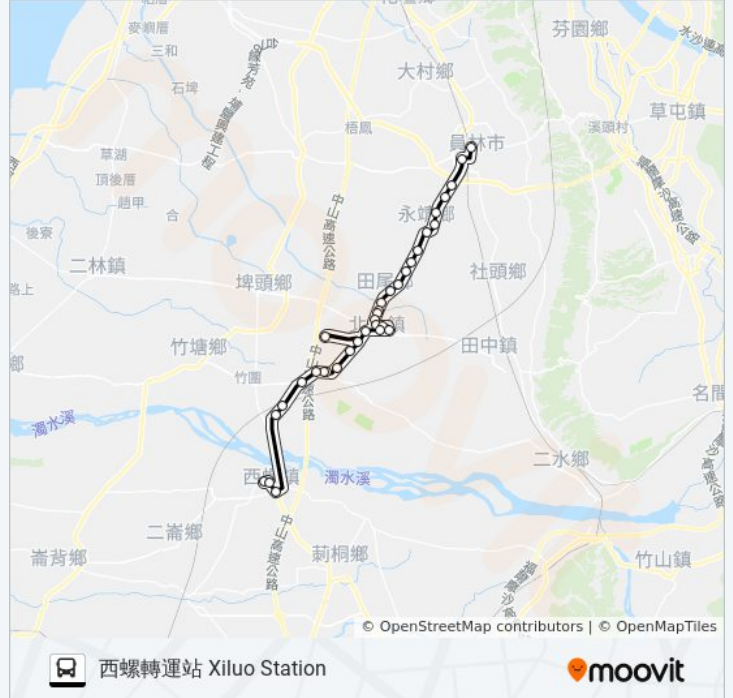 芬園鄉
麥嶼厝
三和
大村鄉
石埤
草屯鎮
梧鳳
溪頭村
員林市
草湖
頂後厝
趙甲
中山高速公路
合
永靖鄉
後寮
二林鎮
社頭鄉
路上
埤頭鄉
田尾鄉
竹塘鄉
田中鎮
鄉
竹圍
名間
濁水溪
二水鄉
西螺鎮
濁水溪
二崙鄉
中山高速公路
莿桐鄉
崙背鄉
竹山鎮
© OpenStreetMap contributors | © OpenMapTiles
西螺轉運站 Xiluo Station
moovit